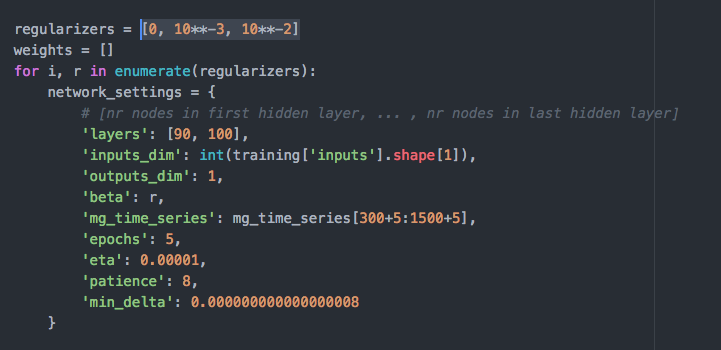 regularizers = [0, 10**-3, 10**-2]
weights = []
for i, r in enumerate(regularizers):
    network_settings = {
        # [nr nodes in first hidden layer, ... , nr nodes in last hidden layer]
        'layers': [90, 100],
        'inputs_dim': int(training['inputs'].shape[1]),
        'outputs_dim': 1,
        'beta': r,
        'mg_time_series': mg_time_series[300+5:1500+5],
        'epochs': 5,
        'eta': 0.00001,
        'patience': 8,
        'min_delta': 0.000000000000000008
    }